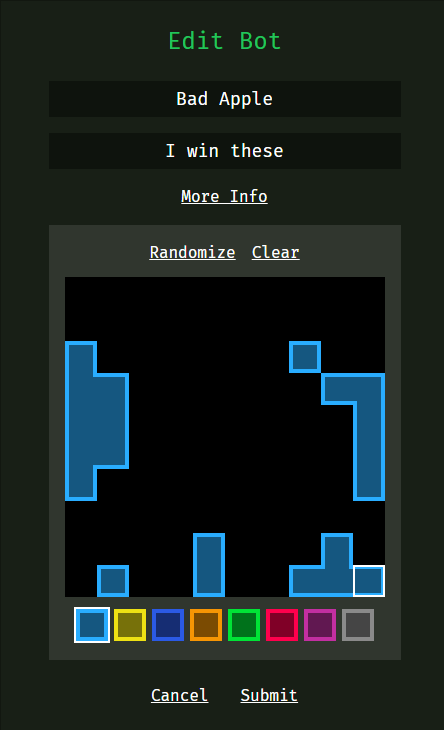 Edit Bot
Bad Apple
I win these
More Info
Randomize Clear
Cancel Submit